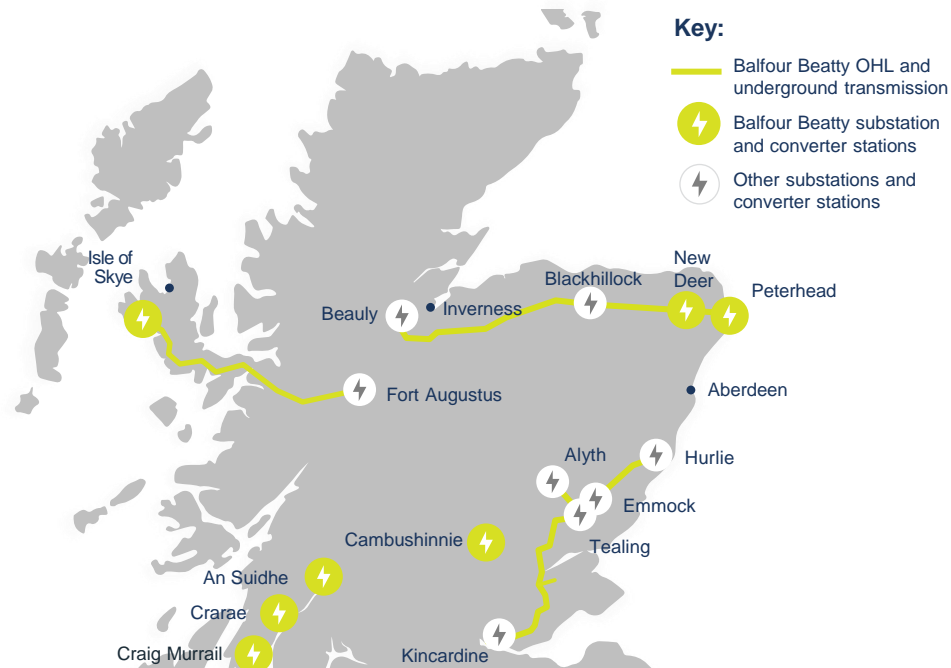 Key:
Balfour Beatty OHL and
underground transmission
Balfour Beatty substation
and converter stations
Other substations and
converter stations
Isle of
Skye
Beauly
Inverness
Blackhillock
New
Deer
Peterhead
Fort Augustus
Aberdeen
Alyth
Hurlie
Emmock
Tealing
Cambushinnie
An Suidhe
Crarae
Craig Murrail
Kincardine